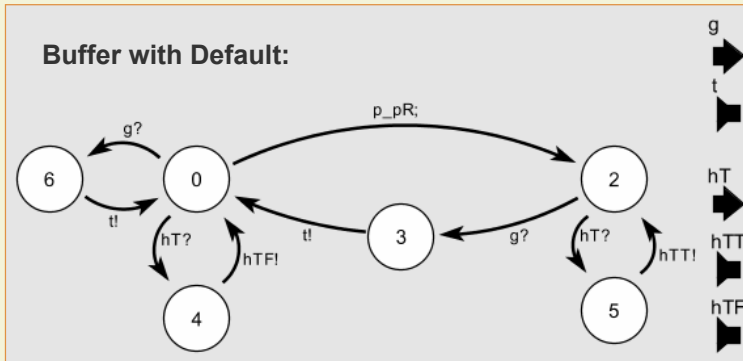 Buffer with Default:
g
t
hT
hTT
hTF
p_pR;
g?
6
0
2
t!
hT?
hTF!
t!
3
g?
hT?
hTT!
4
5